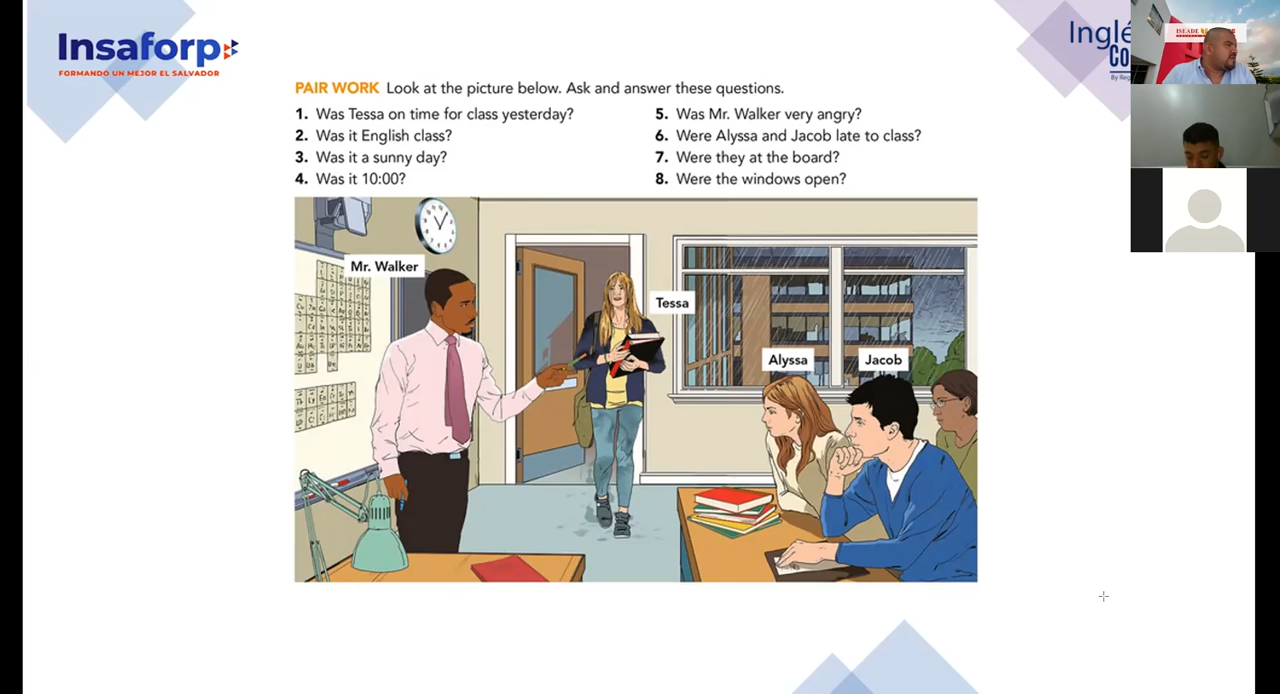 Insaforp
FORMANDO UN MEJOR EL SALVADOR
Inglé
CO
By Reg
PAIR WORK Look at the picture below. Ask and answer these questions.
1. Was Tessa on time for class yesterday?
2. Was it English class?
3. Was it a sunny day?
4. Was it 10:00?
5. Was Mr. Walker very angry?
6. Were Alyssa and Jacob late to class?
7. Were they at the board?
8. Were the windows open?
Mr. Walker
Tessa
Alyssa
Jacob